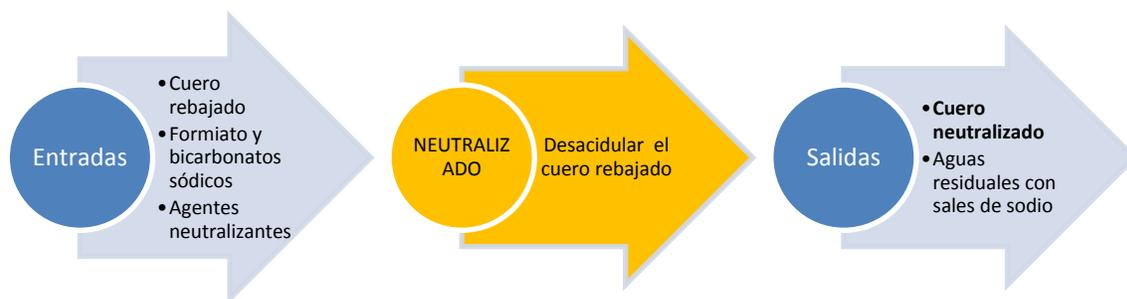 Entradas
•Cuero
rebajado
•Formiato y
bicarbonatos
sódicos
•Agentes
neutralizantes
NEUTRALIZ
ADO
Desacidular el
cuero rebajado
Salidas
•Cuero
neutralizado
•Aguas
residuales con
sales de sodio